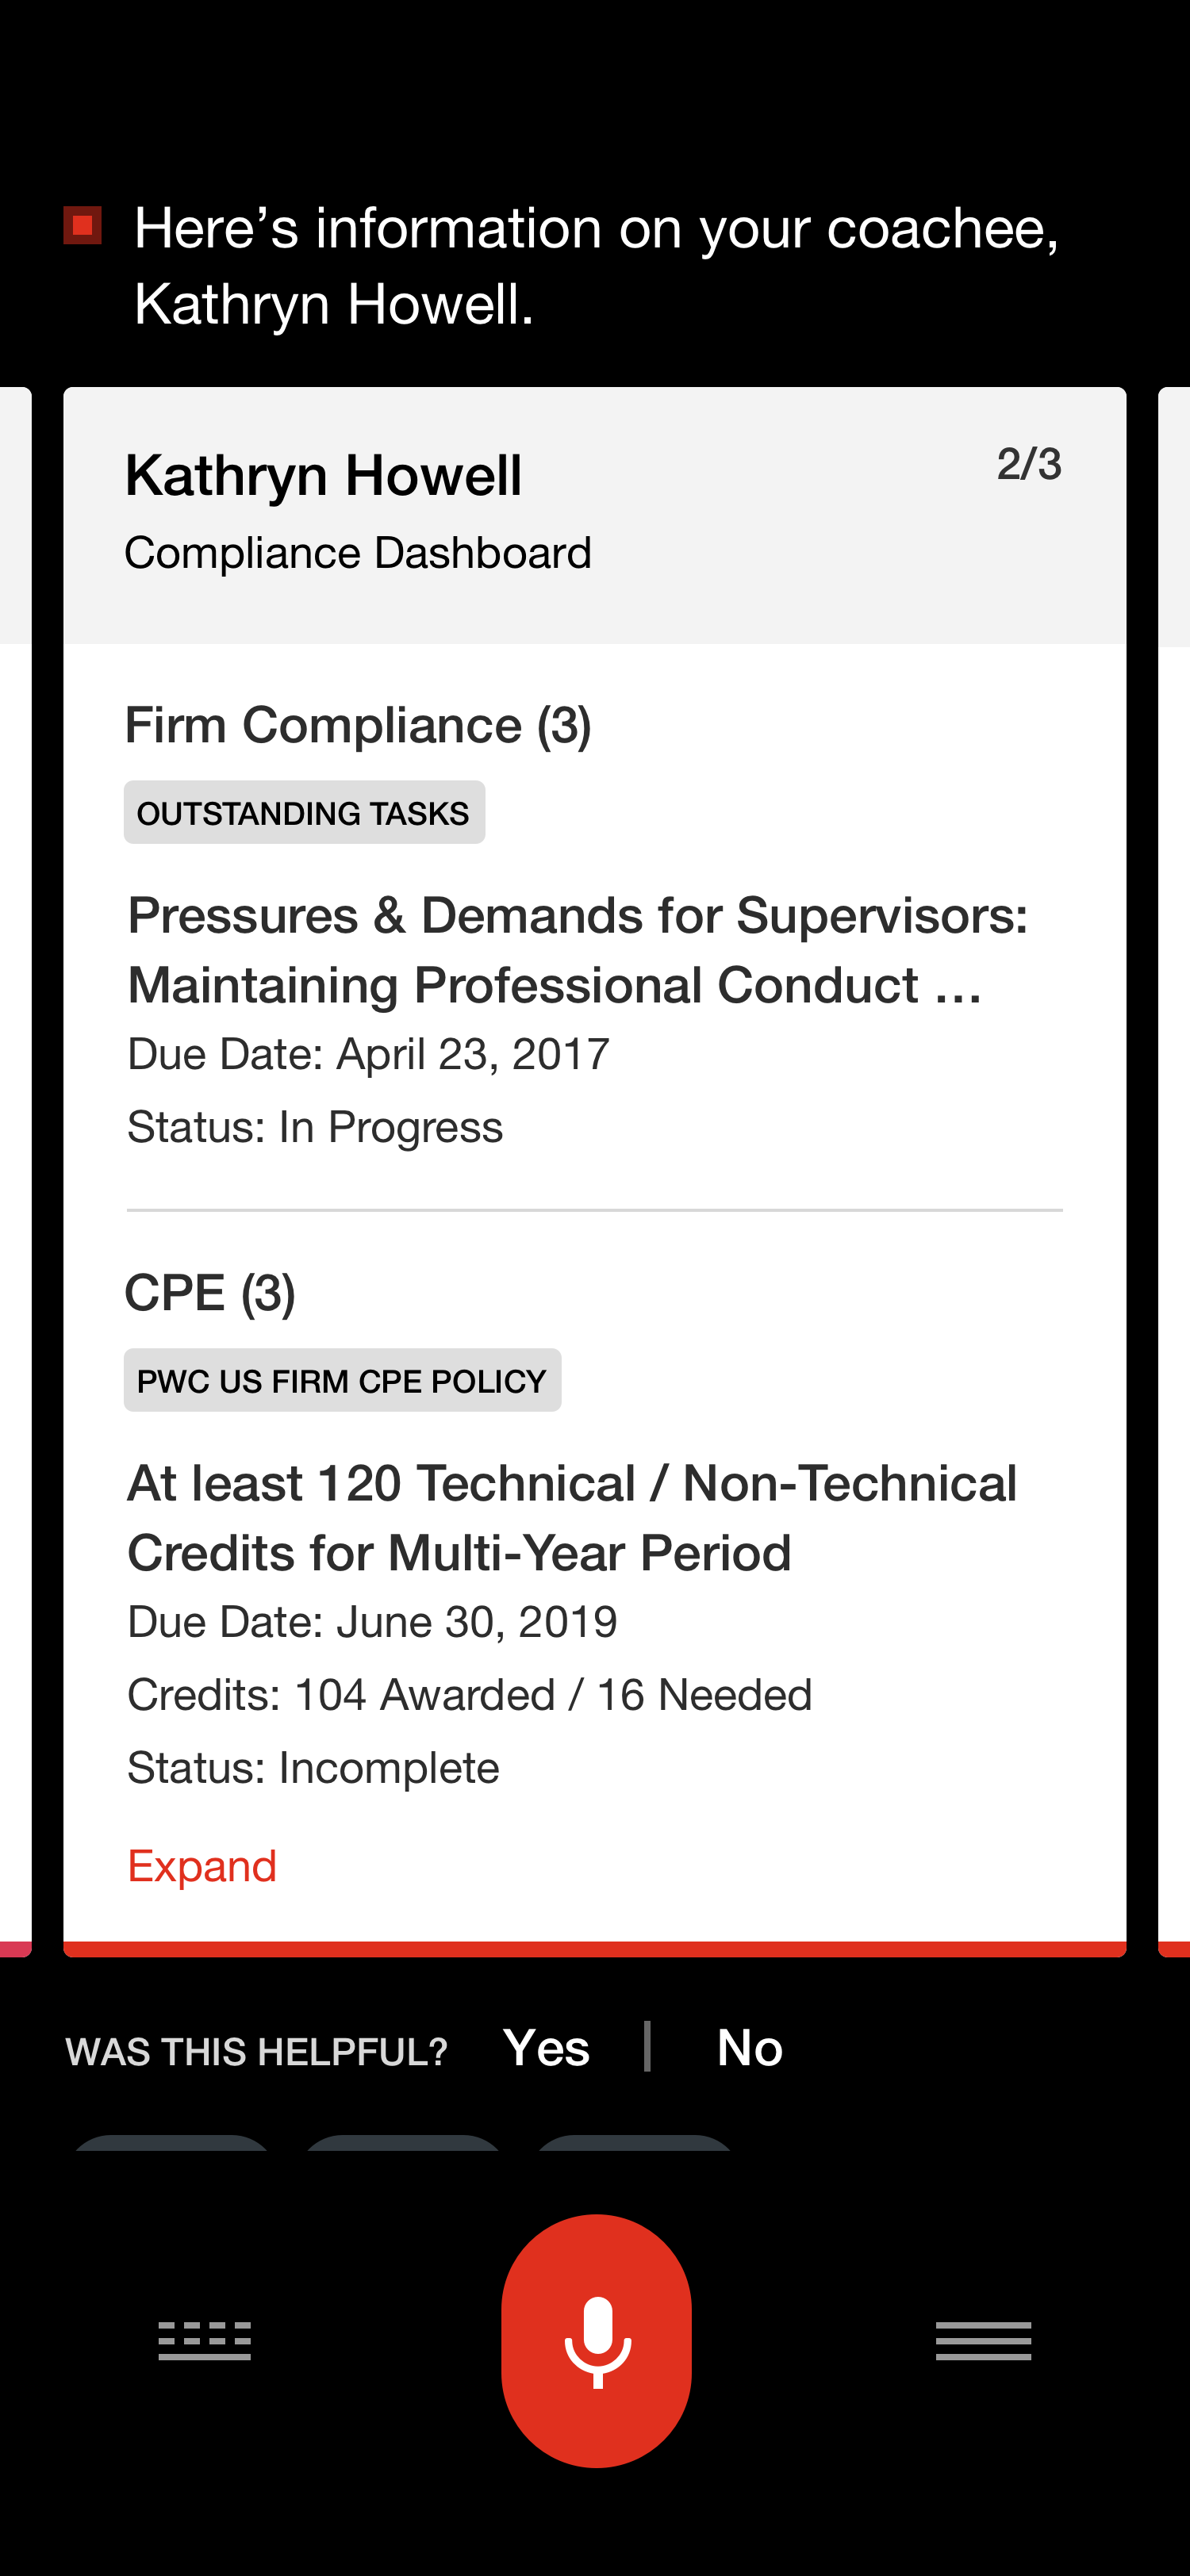 Here’s information on your coachee,
Kathryn Howell.
Kathryn Howell
2/3
Compliance Dashboard
Firm Compliance (3)
OUTSTANDING TASKS
Pressures & Demands for Supervisors:
Maintaining Professional Conduct ...
Due Date: April 23, 2017
Status: In Progress
CPE (3)
PWC US FIRM CPE POLICY
At least 120 Technical / Non-Technical
Credits for Multi-Year Period
Due Date: June 30, 2019
Credits: 104 Awarded / 16 Needed
Status: Incomplete
Expand
WAS THIS HELPFUL? Yes | No